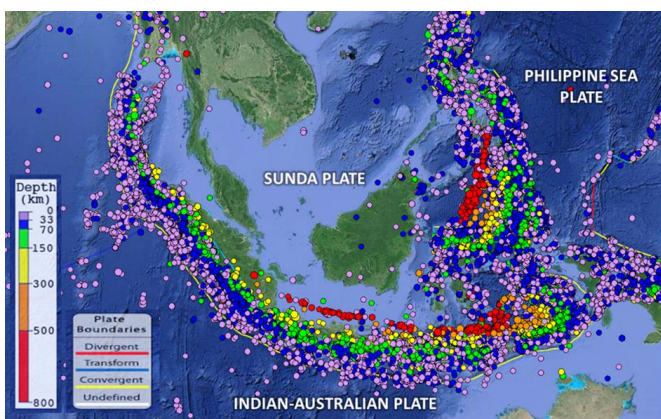 PHILIPPINE SEA
PLATE
SUNDA PLATE
Depth
(km)
0
33
70
150
300
500
800
Plate
Boundaries
Divergent
Transform
Convergent
Undefined
INDIAN-AUSTRALIAN PLATE